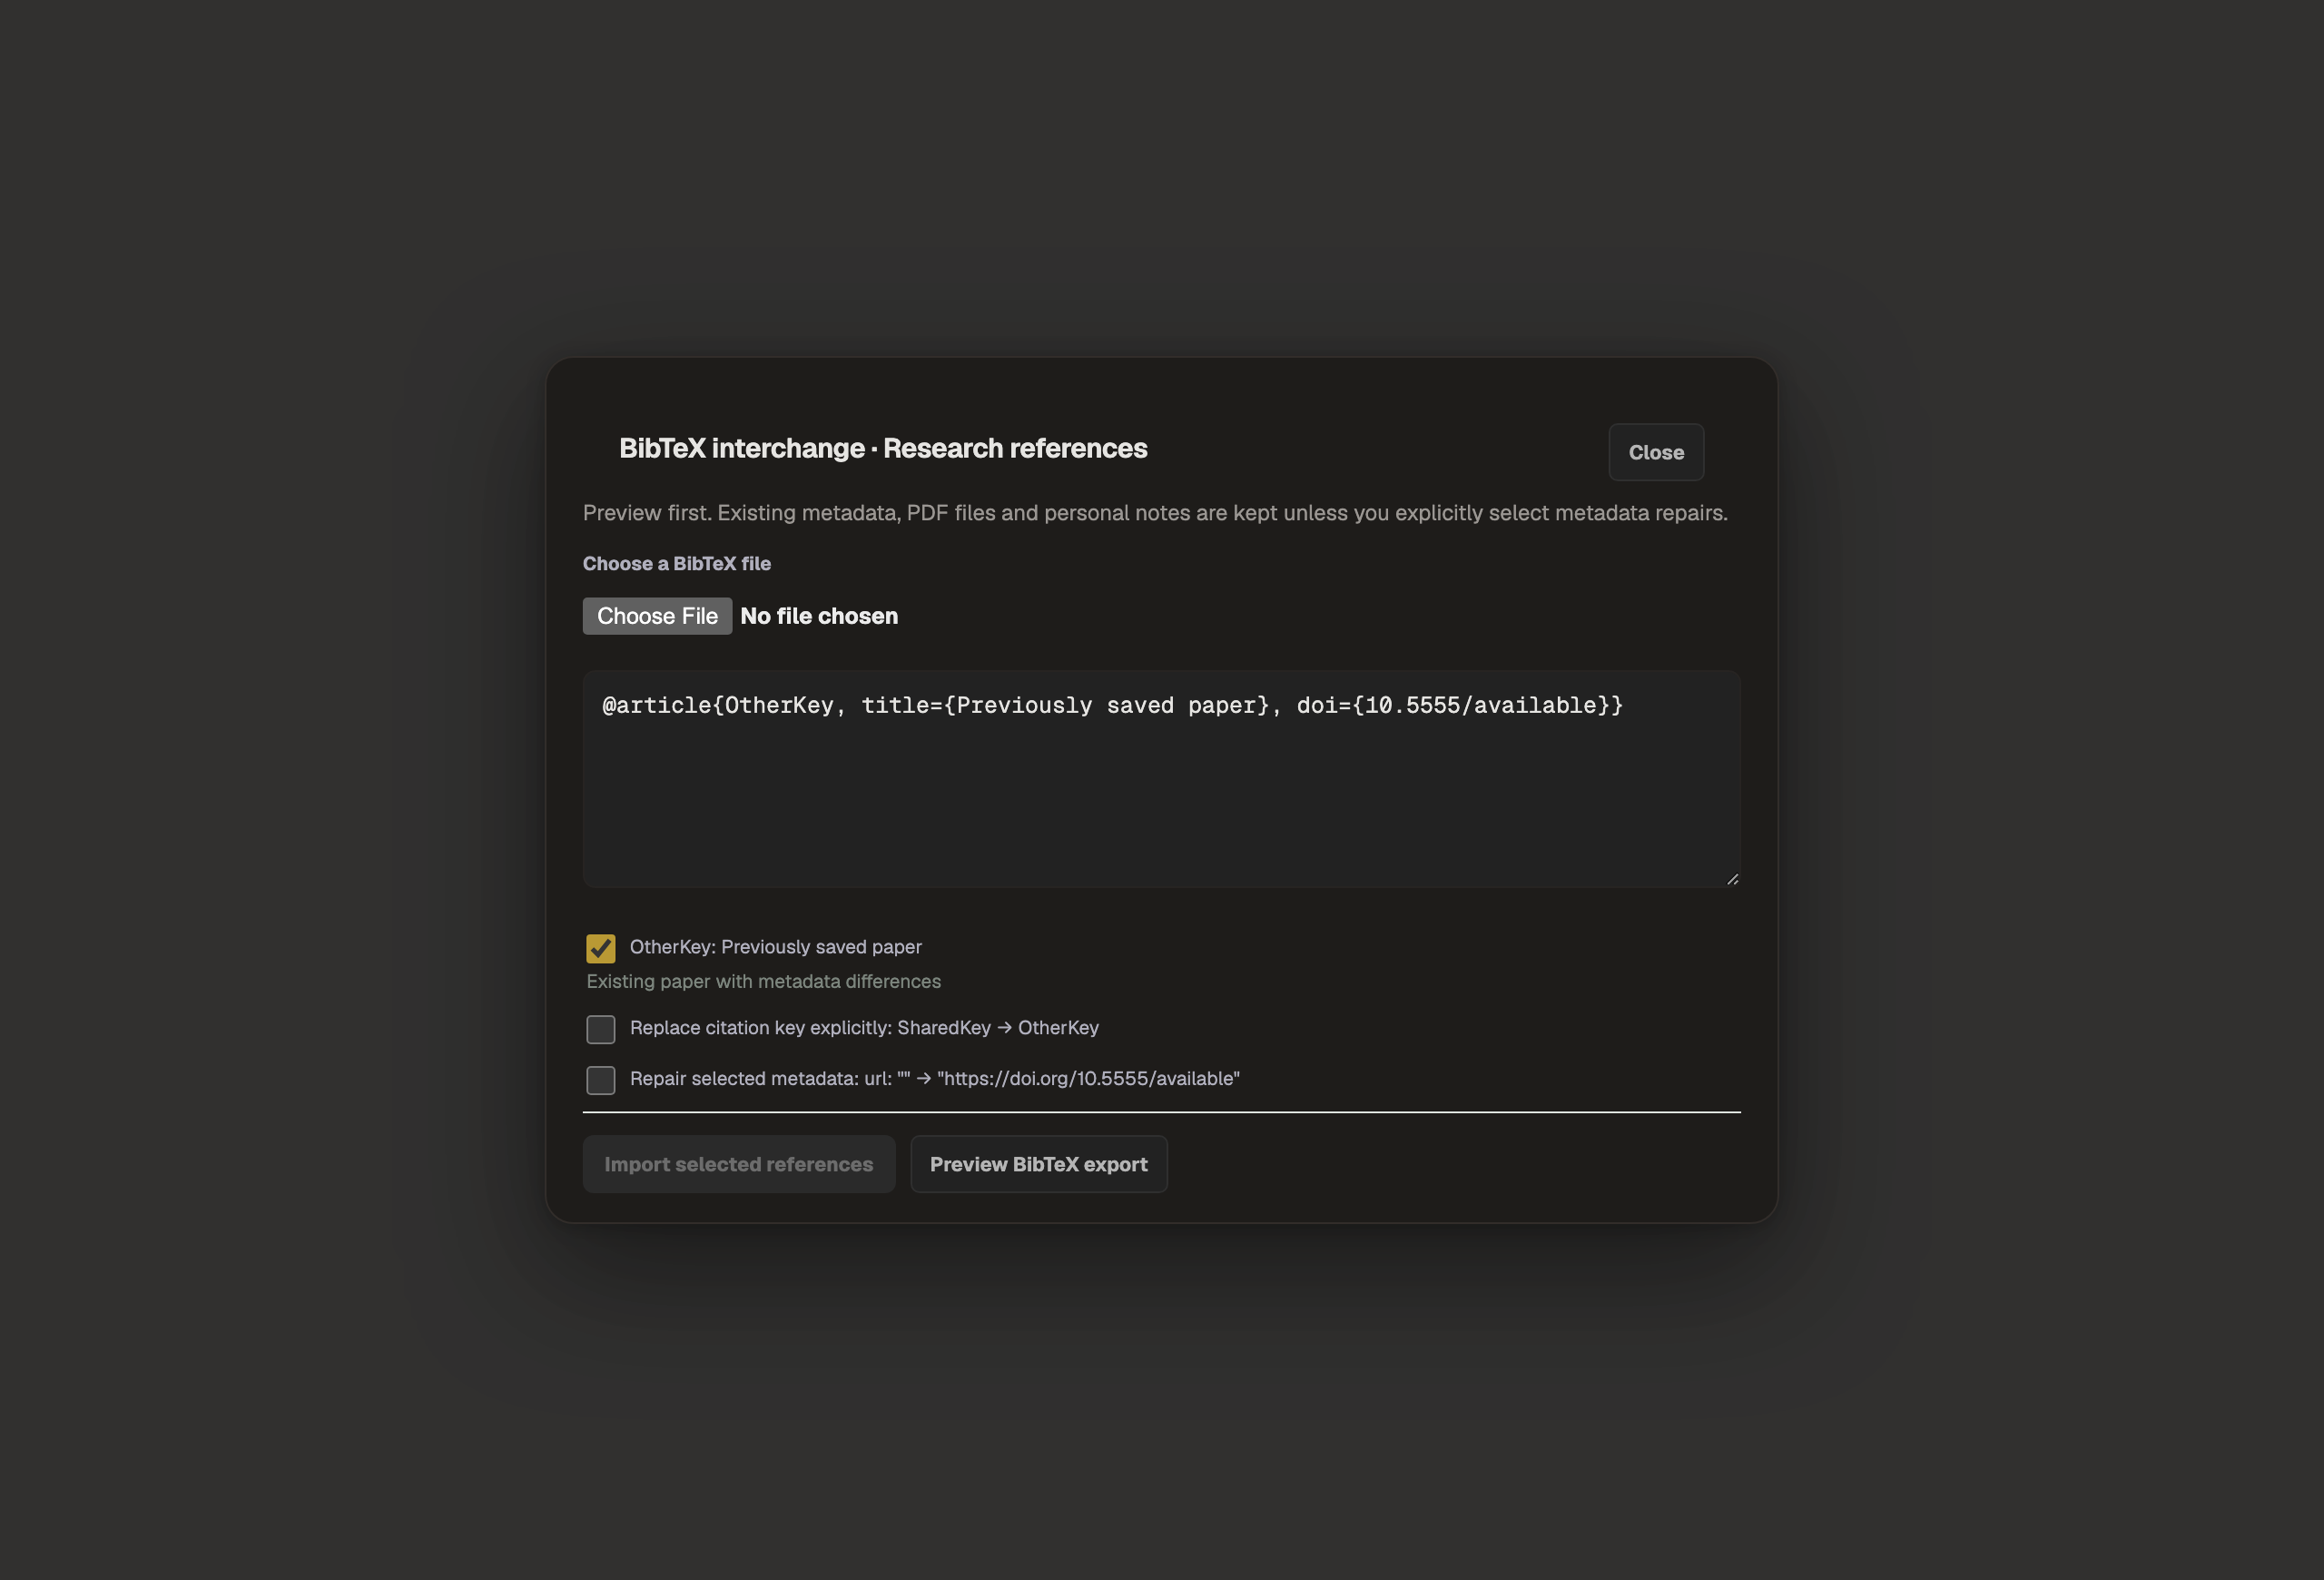 BibTeX interchange · Research references
Close
Preview first. Existing metadata, PDF files and personal notes are kept unless you explicitly select metadata repairs.
Choose a BibTeX file
Choose File No file chosen
@article{OtherKey, title={Previously saved paper}, doi={10.5555/available}}
OtherKey: Previously saved paper
Existing paper with metadata differences
Replace citation key explicitly: SharedKey → OtherKey
Repair selected metadata: url: "" → "https://doi.org/10.5555/available"
Import selected references
Preview BibTeX export